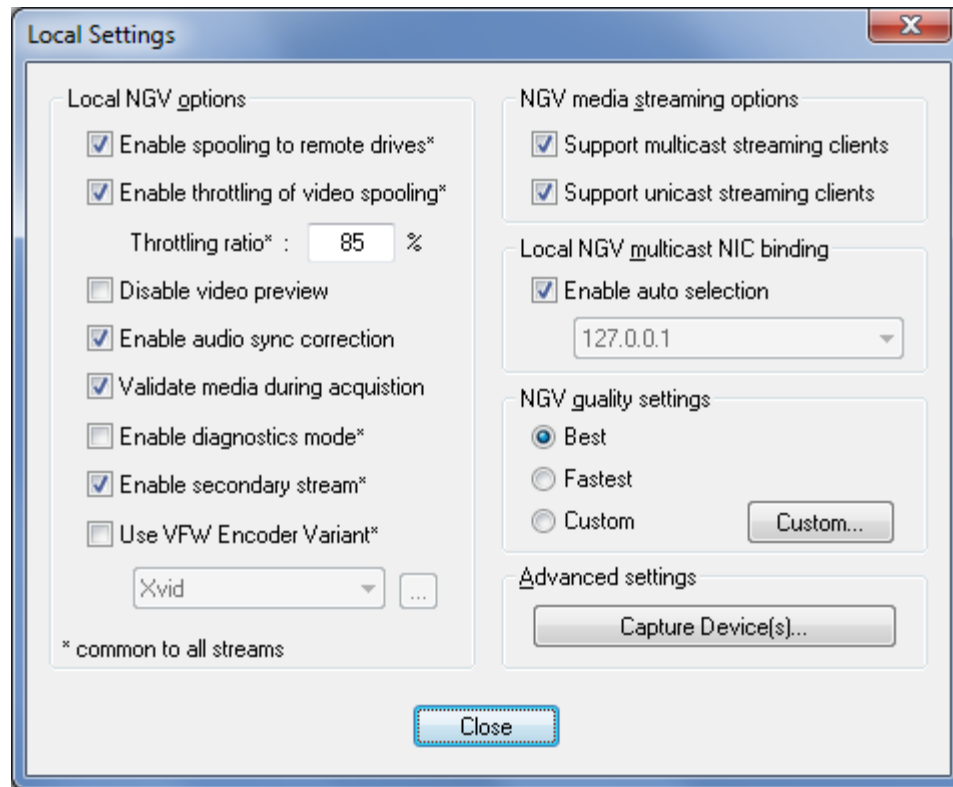 Local Settings
Local NGV options
Enable spooling to remote drives*
Enable throttling of video spooling*
Throttling ratio* : 85 %
Disable video preview
Enable audio sync correction
Validate media during acquistion
Enable diagnostics mode*
Enable secondary stream*
Use VFW Encoder Variant*
Xvid ...
* common to all streams
NGV media streaming options
Support multicast streaming clients
Support unicast streaming clients
Local NGV multicast NIC binding
Enable auto selection
127.0.0.1
NGV quality settings
Best
Fastest
Custom Custom...
Advanced settings
Capture Device(s)...
Close